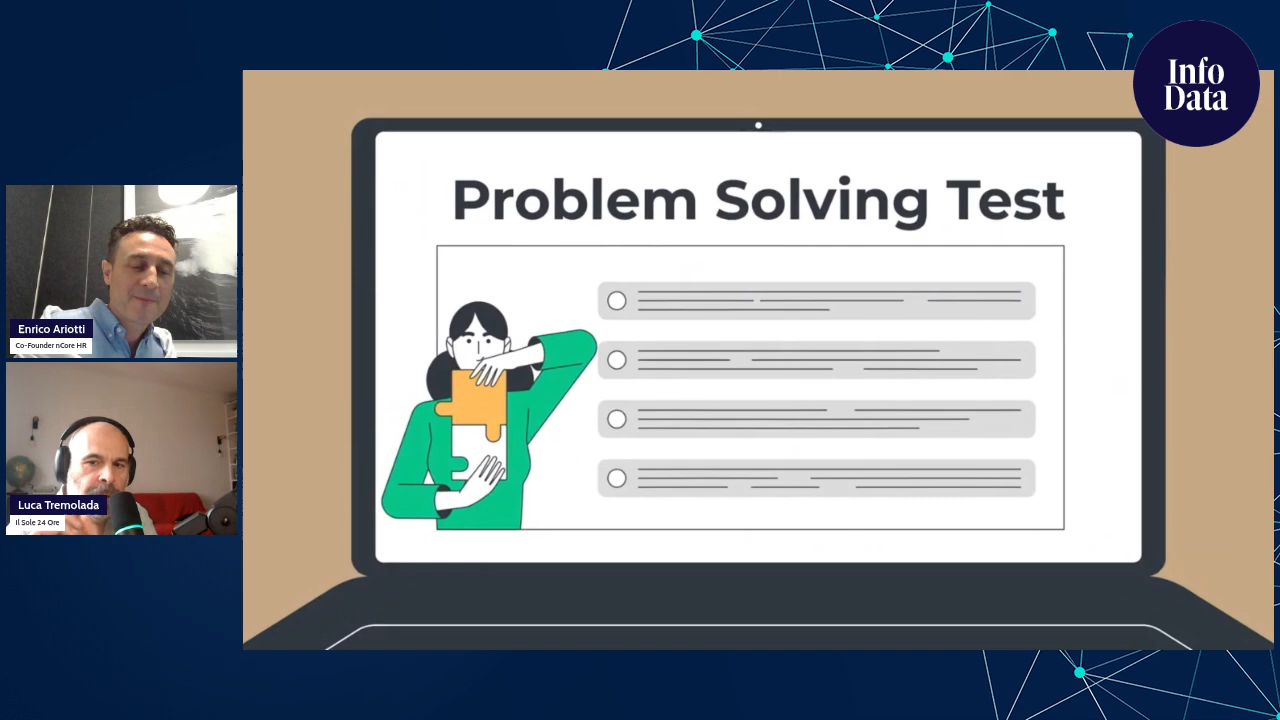 Info
Data
Problem Solving Test
Enrico Ariotti
Co-Founder nCore HR
Luca Tremolada
Il Sole 24 Ore